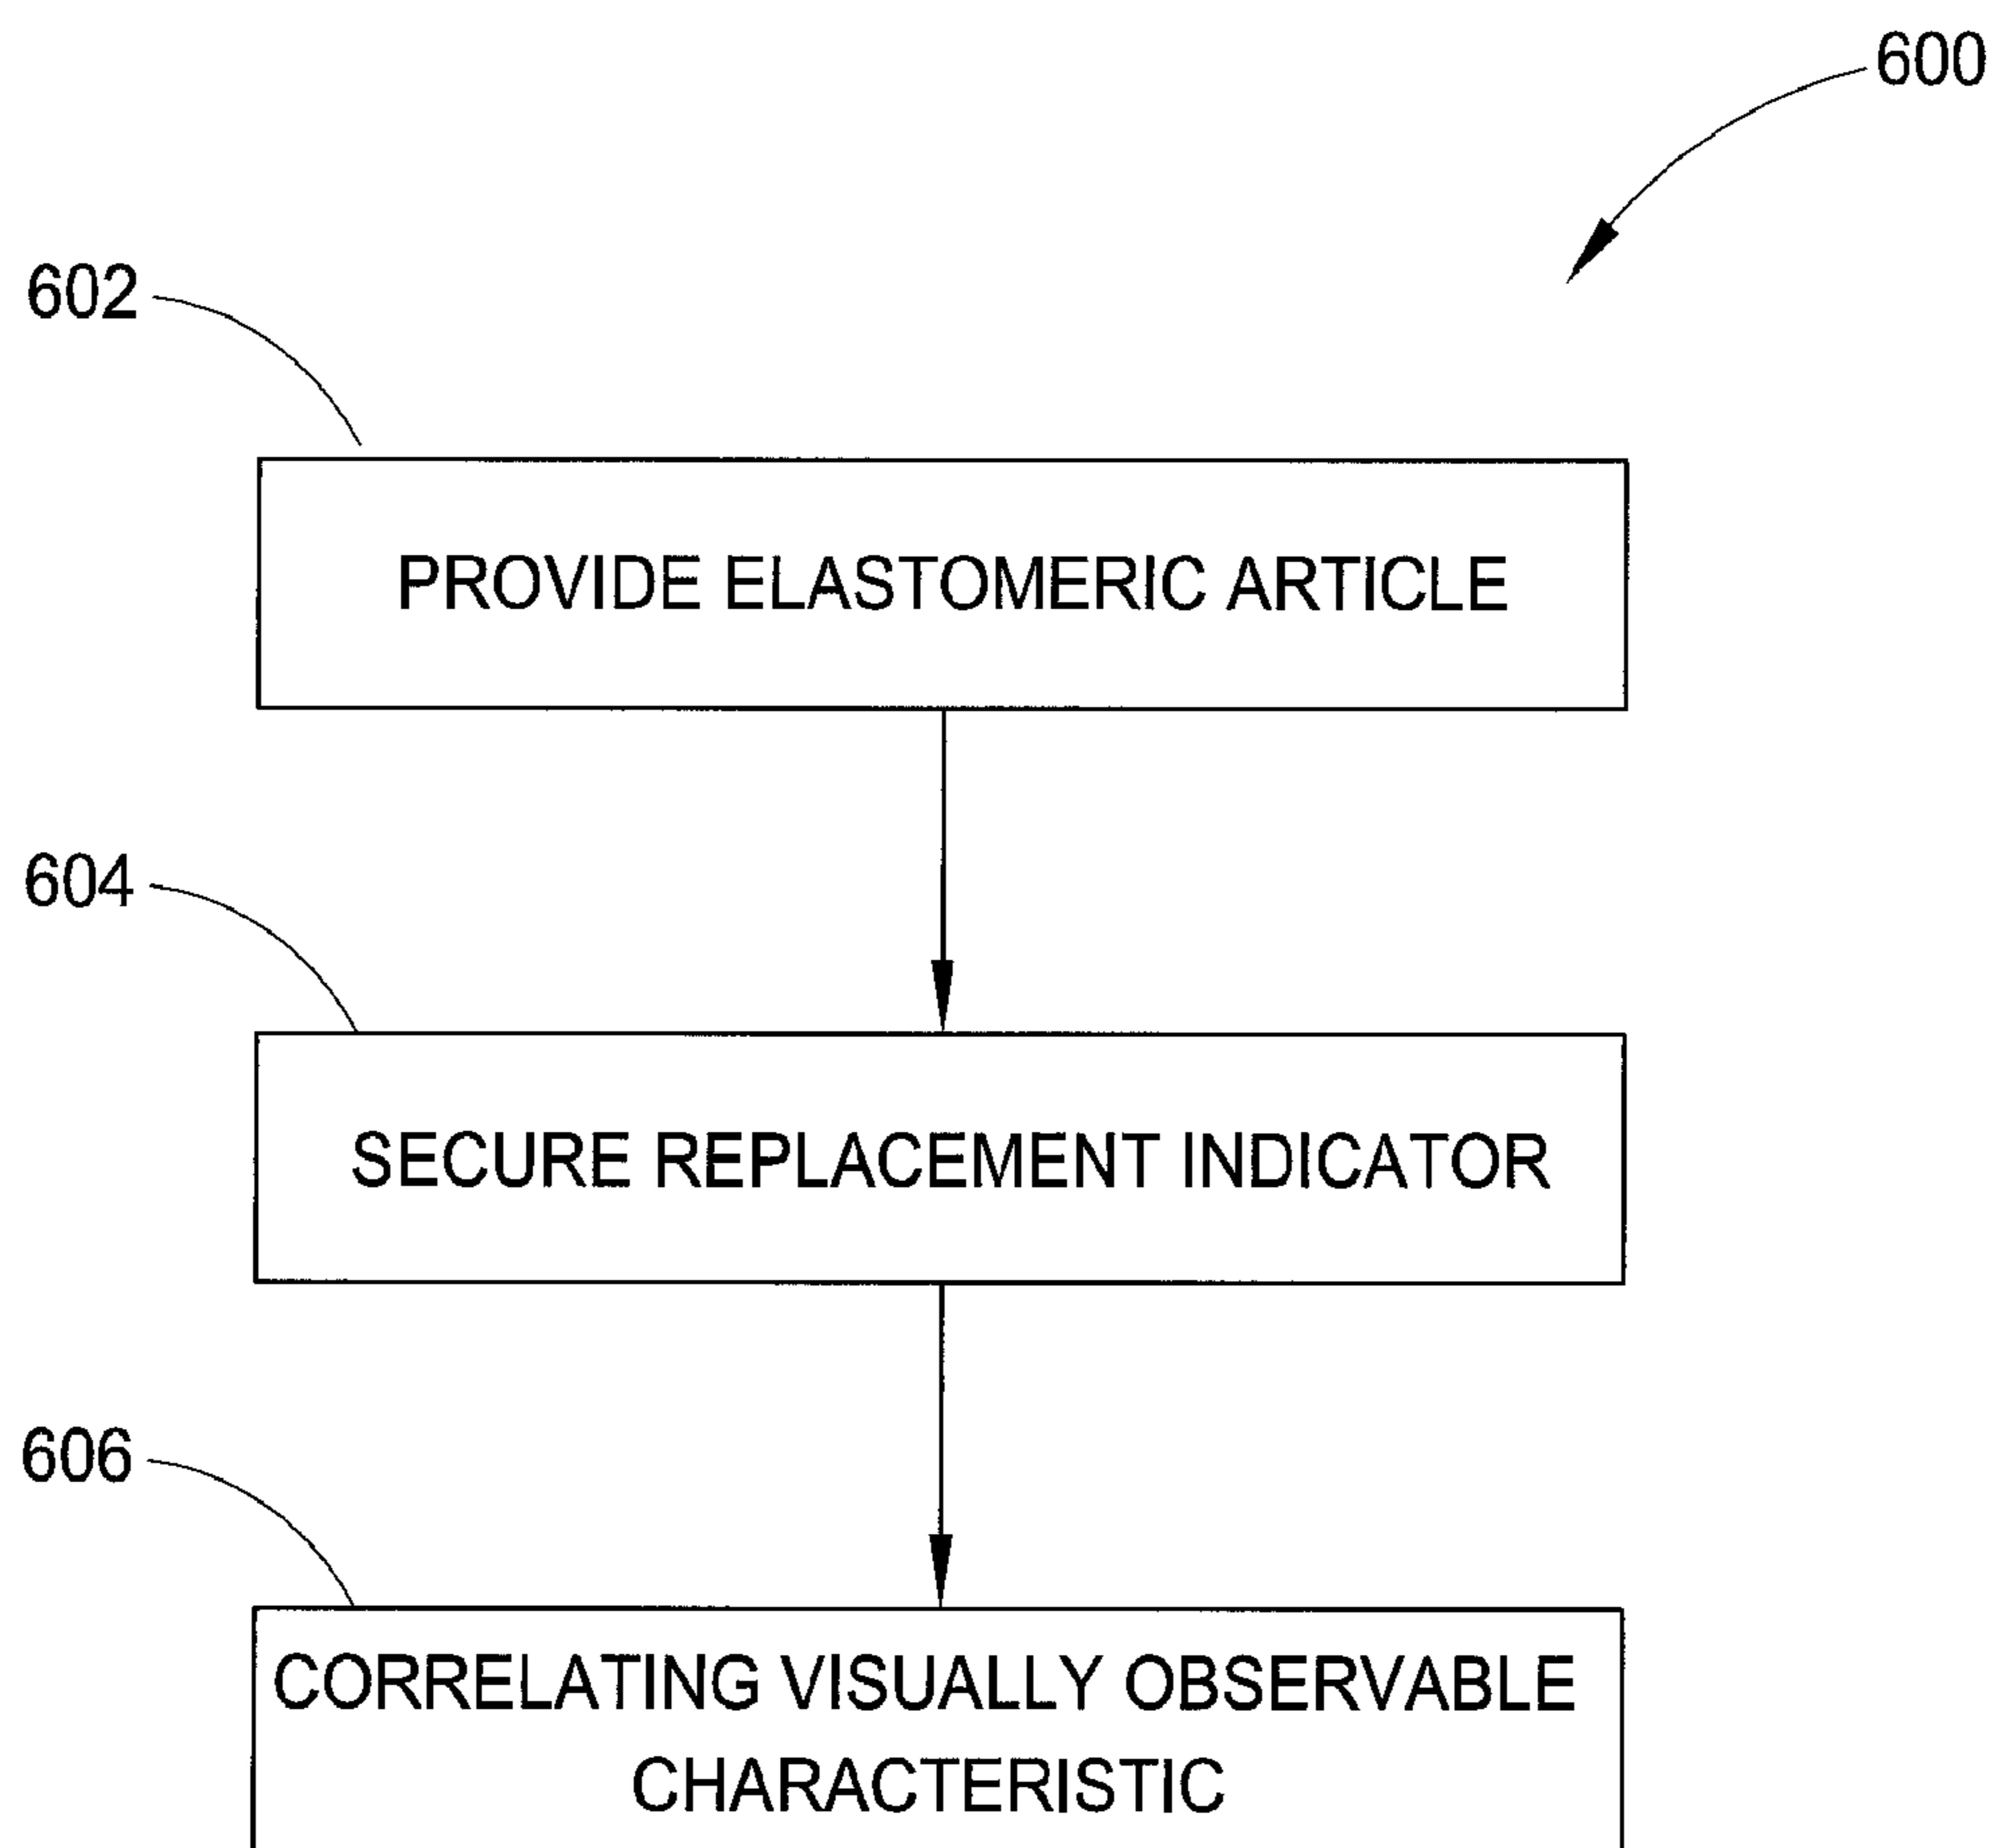 600
602
PROVIDE ELASTOMERIC ARTICLE
604
SECURE REPLACEMENT INDICATOR
606
CORRELATING VISUALLY OBSERVABLE
CHARACTERISTIC